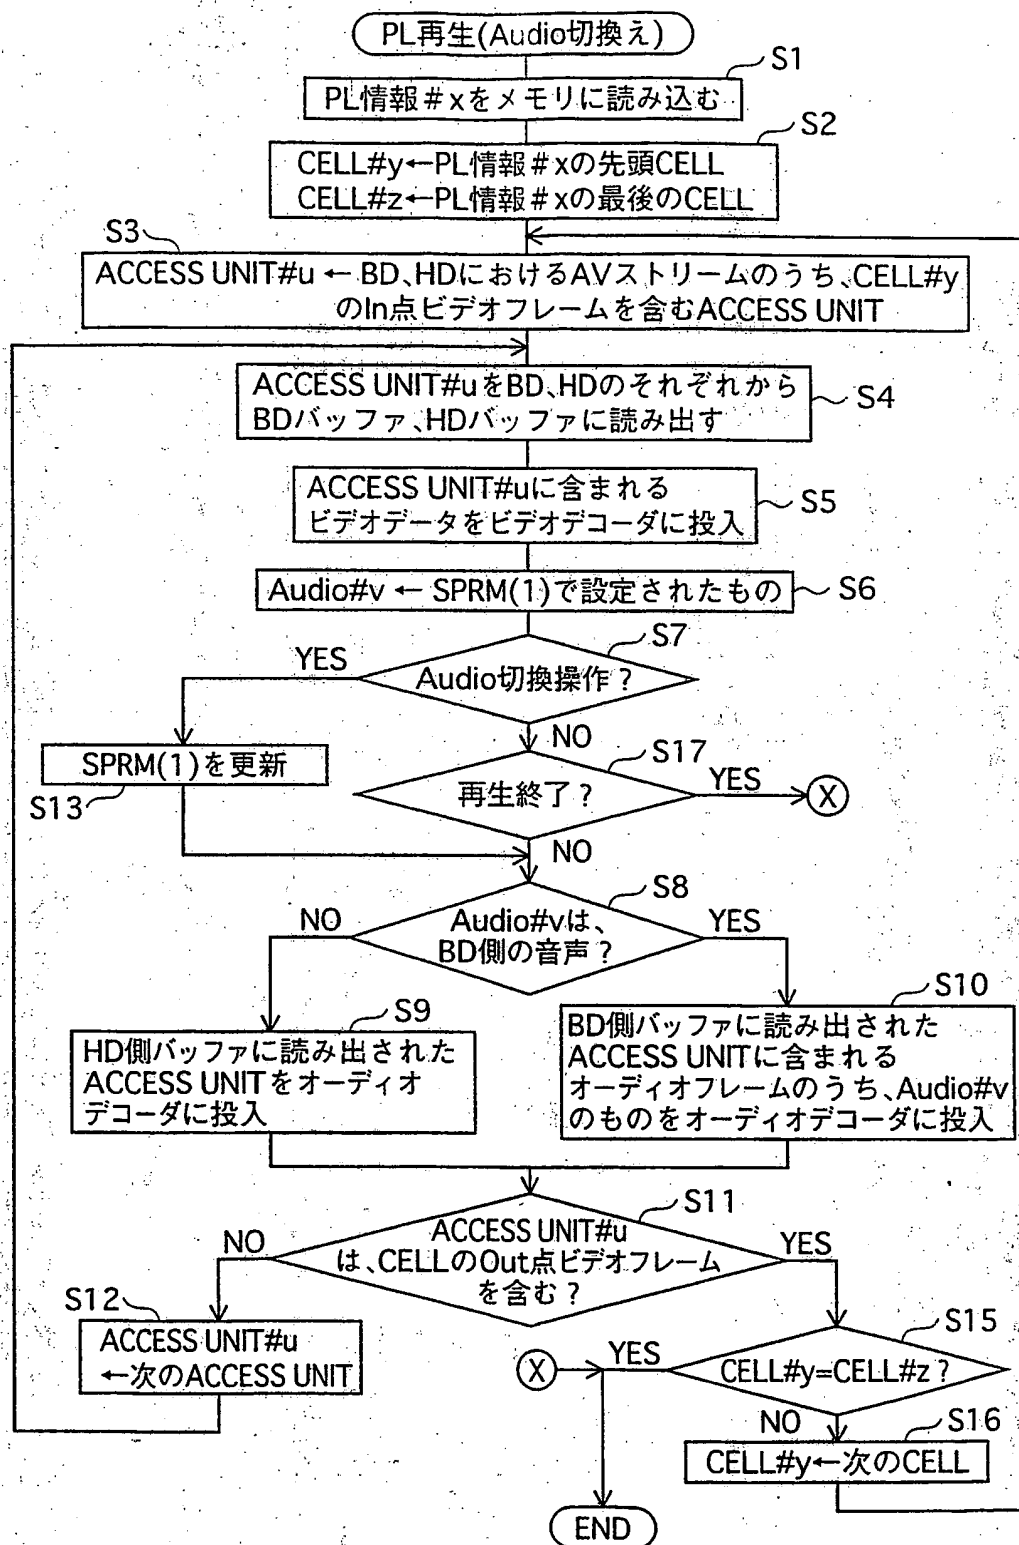 PL再生(Audio切換え)
S1
PL情報#xをメモリに読み込む
S2
CELL#y←PL情報#xの先頭CELL
CELL#z←PL情報#xの最後のCELL
S3
ACCESS UNIT#u ← BD、HDにおけるAVストリームのうち、CELL#y
のIn点ビデオフレームを含むACCESS UNIT
ACCESS UNIT#uをBD、HDのそれぞれから
BDバッファ、HDバッファに読み出す
S4
ACCESS UNIT#uに含まれる
ビデオデータをビデオデコーダに投入
S5
Audio#v ← SPRM(1)で設定されたもの
S6
S7
YES
Audio切換操作?
NO
SPRM(1)を更新
S13
S17
再生終了?
YES
X
NO
S8
NO
Audio#vは、
BD側の音声?
YES
S9
HD側バッファに読み出された
ACCESS UNITをオーディオ
デコーダに投入
S10
BD側バッファに読み出された
ACCESS UNITに含まれる
オーディオフレームのうち、Audio#v
のものをオーディオデコーダに投入
S11
NO
ACCESS UNIT#u
は、CELLのOut点ビデオフレーム
を含む?
YES
S12
ACCESS UNIT#u
←次のACCESS UNIT
S15
X
YES
CELL#y=CELL#z?
NO
S16
CELL#y←次のCELL
END